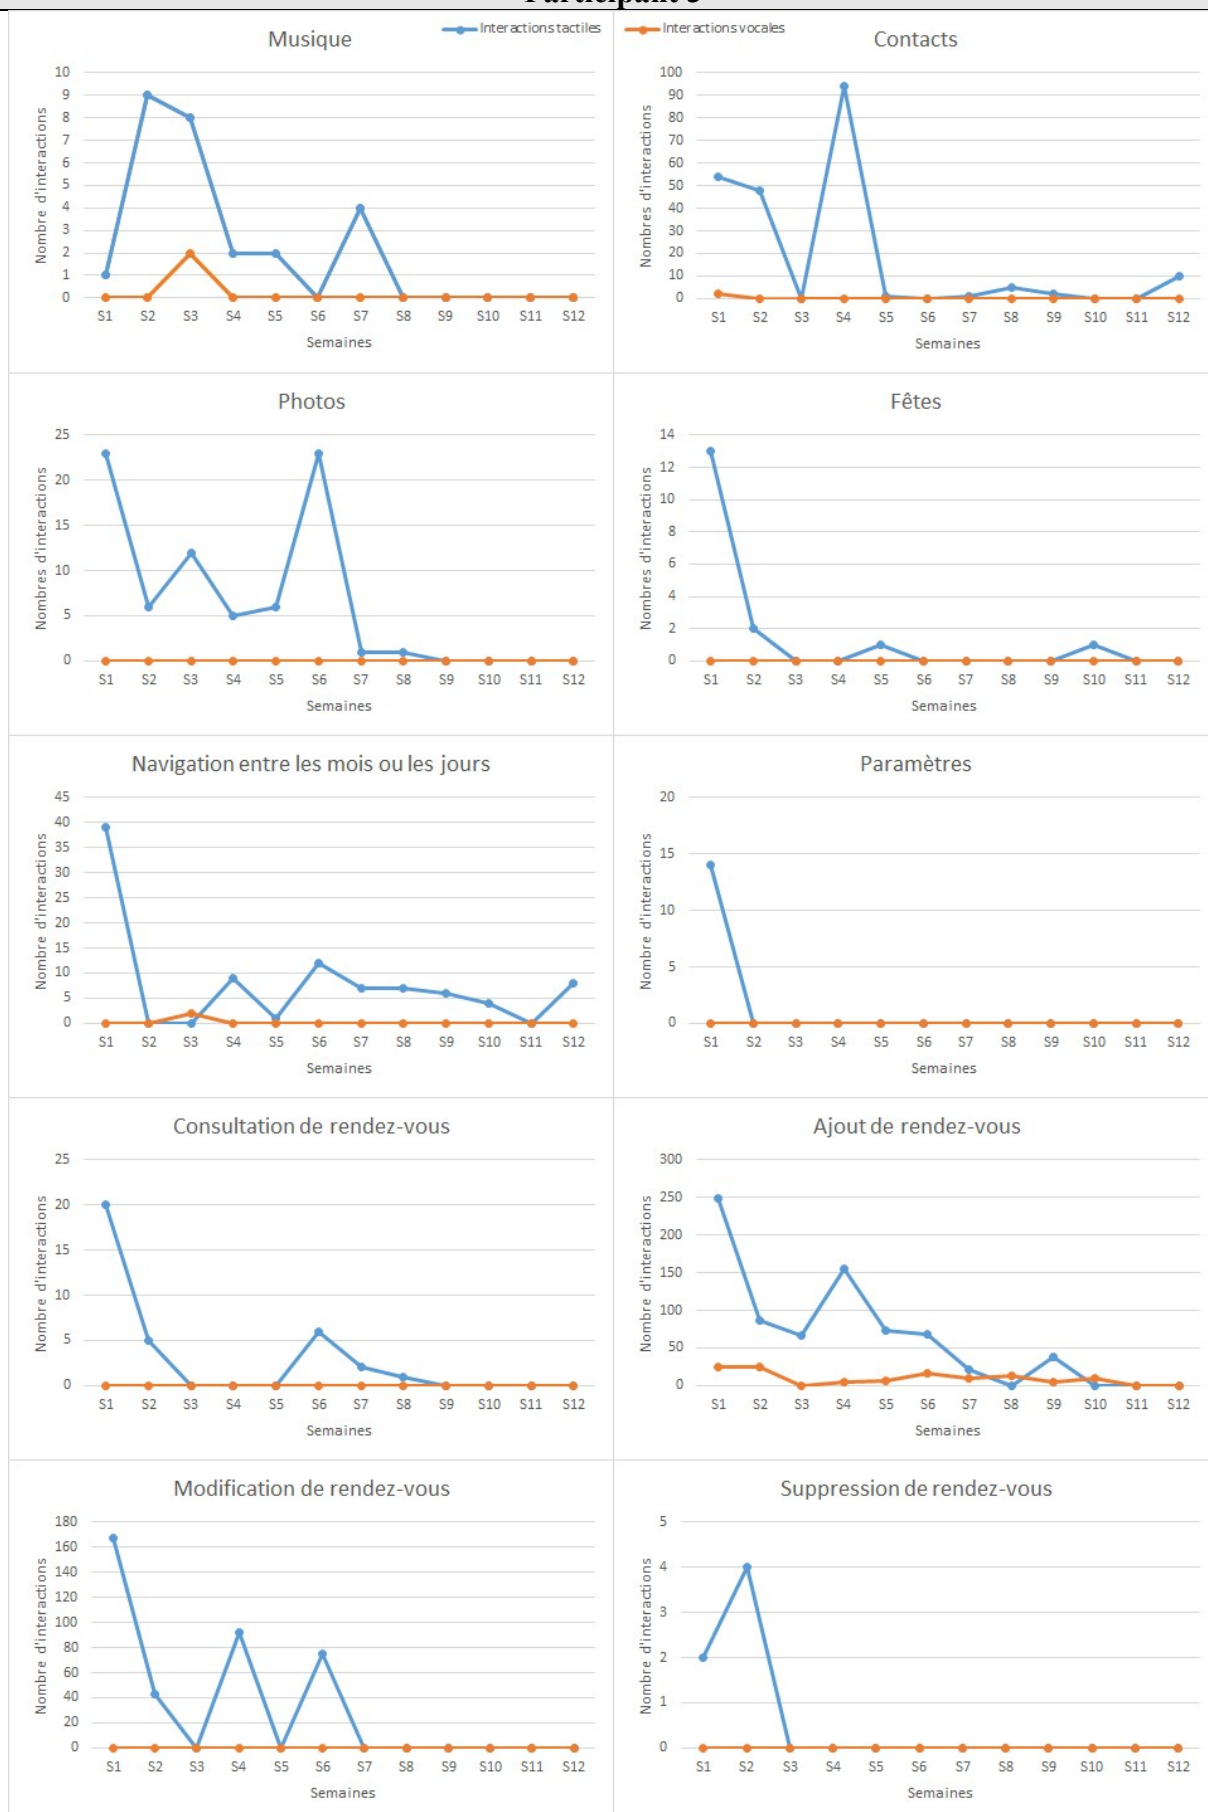 Participant 3
Musique
Interactions tactiles
Interactions vocales
Contacts
Nombre d'interactions
10
9
8
7
6
5
4
3
2
1
0
S1 S2 S3 S4 S5 S6 S7 S8 S9 S10 S11 S12
Semaines
Nombres d'interactions
100
90
80
70
60
50
40
30
20
10
0
S1 S2 S3 S4 S5 S6 S7 S8 S9 S10 S11 S12
Semaines
Photos
Nombres d'interactions
25
20
15
10
5
0
S1 S2 S3 S4 S5 S6 S7 S8 S9 S10 S11 S12
Semaines
Fêtes
Nombres d'interactions
14
12
10
8
6
4
2
0
S1 S2 S3 S4 S5 S6 S7 S8 S9 S10 S11 S12
Semaines
Navigation entre les mois ou les jours
Nombre d'interactions
45
40
35
30
25
20
15
10
5
0
S1 S2 S3 S4 S5 S6 S7 S8 S9 S10 S11 S12
Semaines
Paramètres
Nombre d'interactions
20
15
10
5
0
S1 S2 S3 S4 S5 S6 S7 S8 S9 S10 S11 S12
Semaines
Consultation de rendez-vous
Nombre d'interactions
25
20
15
10
5
0
S1 S2 S3 S4 S5 S6 S7 S8 S9 S10 S11 S12
Semaines
Ajout de rendez-vous
Nombre d'interactions
300
250
200
150
100
50
0
S1 S2 S3 S4 S5 S6 S7 S8 S9 S10 S11 S12
Semaines
Modification de rendez-vous
Nombre d'interactions
180
160
140
120
100
80
60
40
20
0
S1 S2 S3 S4 S5 S6 S7 S8 S9 S10 S11 S12
Semaines
Suppression de rendez-vous
Nombre d'interactions
5
4
3
2
1
0
S1 S2 S3 S4 S5 S6 S7 S8 S9 S10 S11 S12
Semaines